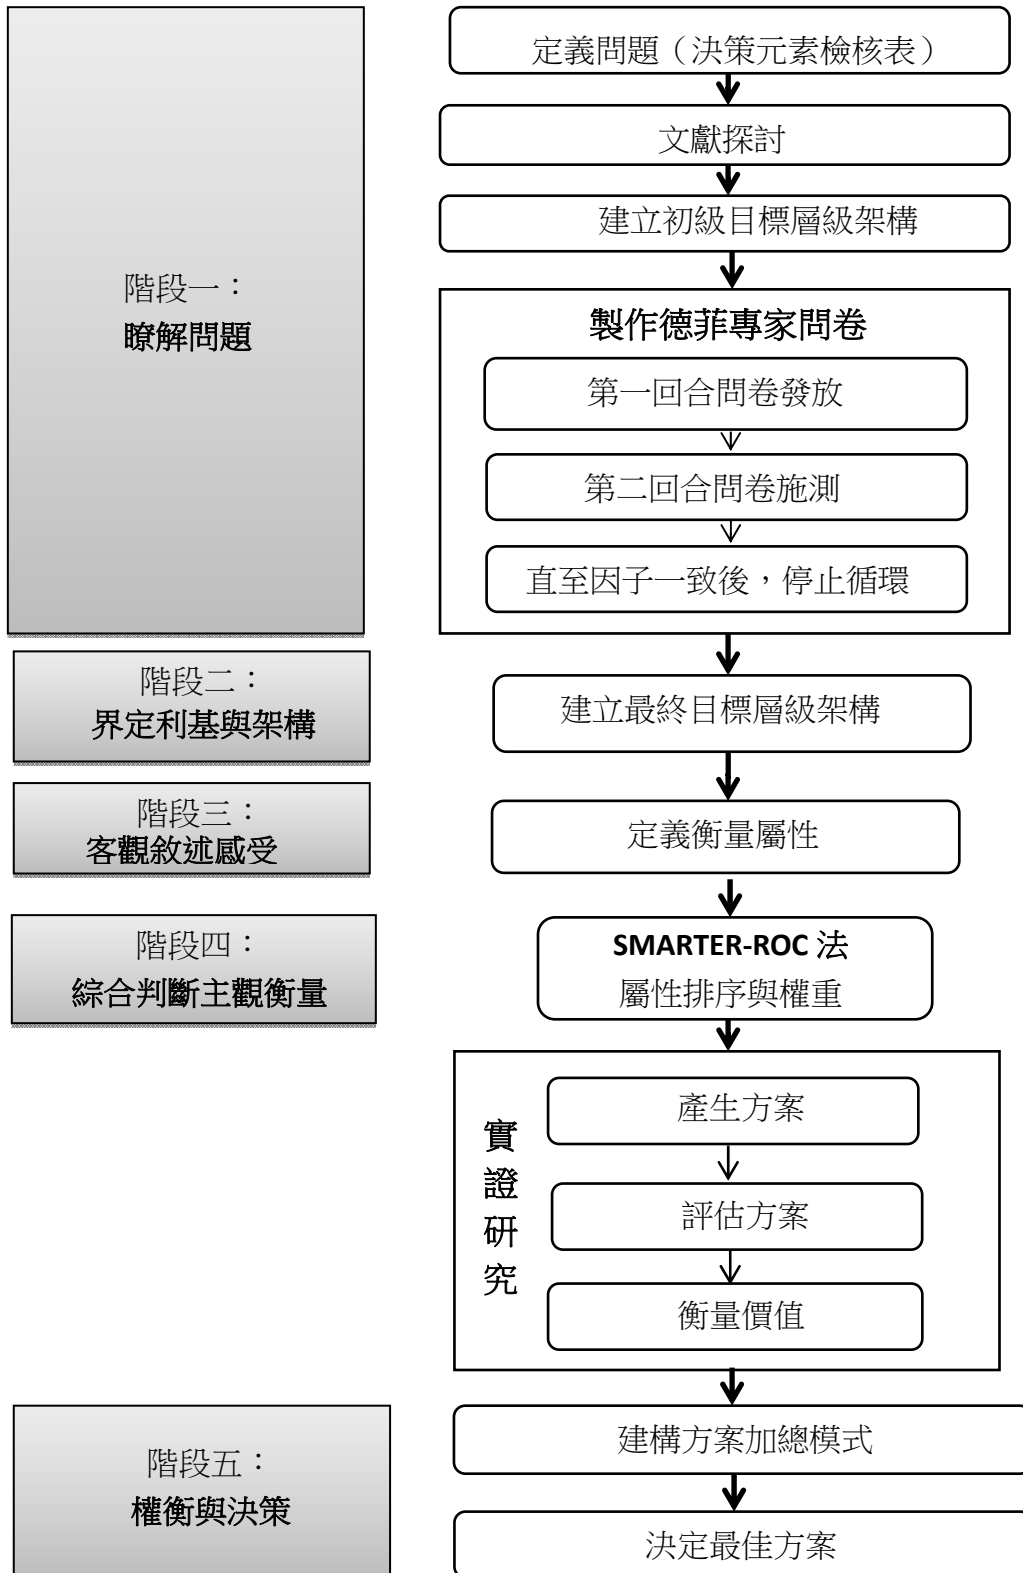 定義問題（決策元素檢核表）
文獻探討
建立初級目標層級架構
階段一：
瞭解問題
製作德菲專家問卷
第一回合問卷發放
第二回合問卷施測
直至因子一致後，停止循環
階段二：
界定利基與架構
建立最終目標層級架構
階段三：
客觀敘述感受
定義衡量屬性
階段四：
綜合判斷主觀衡量
SMARTER-ROC 法
屬性排序與權重
實證研究
產生方案
評估方案
衡量價值
階段五：
權衡與決策
建構方案加總模式
決定最佳方案